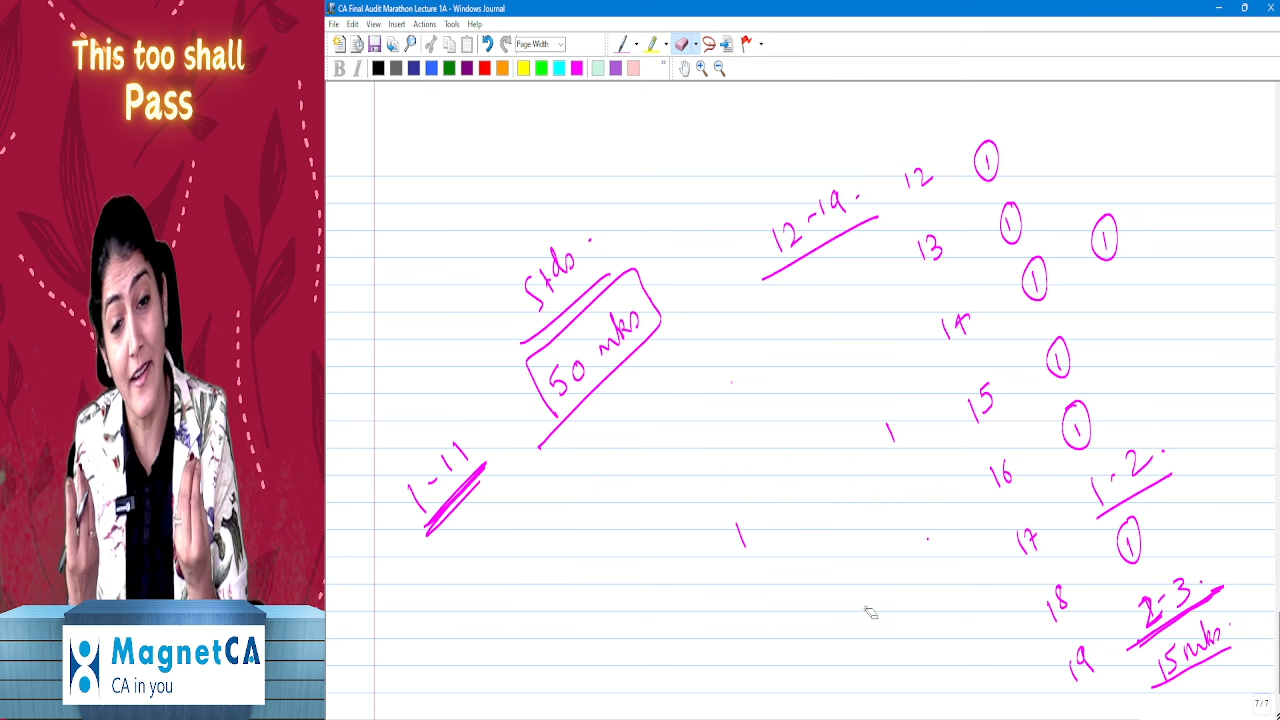 This too shall
Pass
MagnetCA
CA in you
CA Final Audit Marathon Lecture 1A - Windows Journal
File Edit View Insert Actions Tools Help
Page Width
B I
12 1
12-19.
13 1 1
1
Stds.
14
50 mks
1
15
1
1
1-11
16
1-2.
1
17
1
18
2-3.
19
15 mks.
7/7